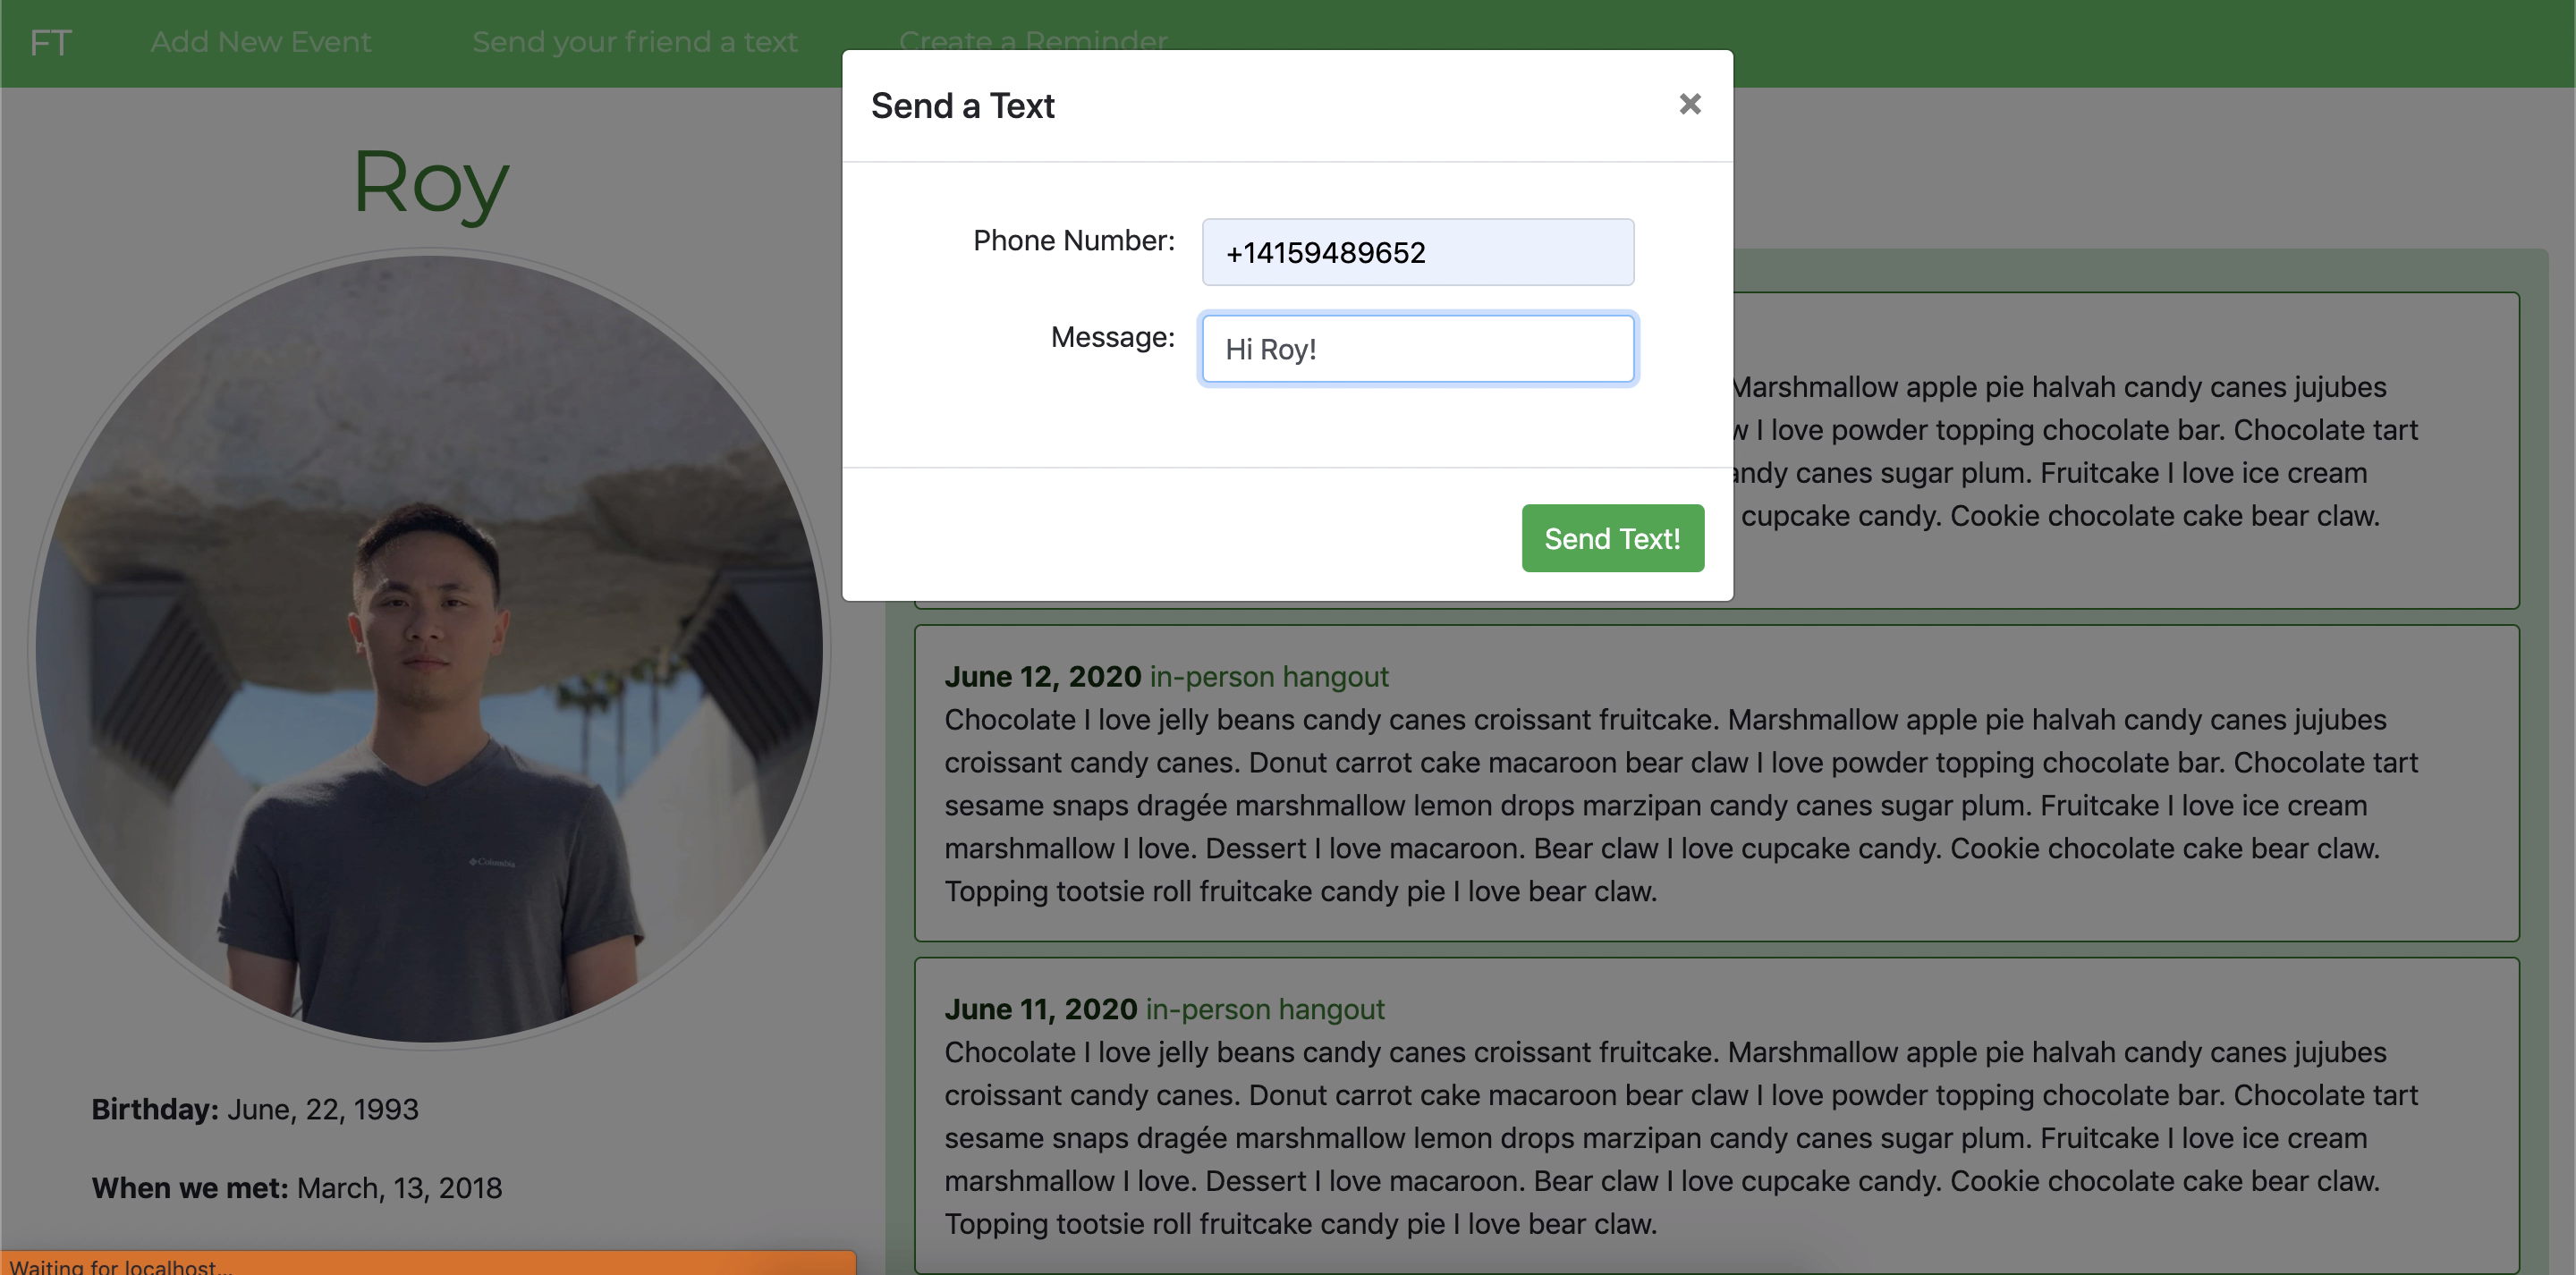 FT
Add New Event
Send your friend a text
Create a Reminder
Send a Text
×
Phone Number:
+14159489652
Message:
Hi Roy!
Send Text!
Roy
Columbia
Birthday: June, 22, 1993
When we met: March, 13, 2018
Marshmallow apple pie halvah candy canes jujubes
I love powder topping chocolate bar. Chocolate tart
canes sugar plum. Fruitcake I love ice cream
cupcake candy. Cookie chocolate cake bear claw.
June 12, 2020 in-person hangout
Chocolate I love jelly beans candy canes croissant fruitcake. Marshmallow apple pie halvah candy canes jujubes
croissant candy canes. Donut carrot cake macaroon bear claw I love powder topping chocolate bar. Chocolate tart
sesame snaps dragée marshmallow lemon drops marzipan candy canes sugar plum. Fruitcake I love ice cream
marshmallow I love. Dessert I love macaroon. Bear claw I love cupcake candy. Cookie chocolate cake bear claw.
Topping tootsie roll fruitcake candy pie I love bear claw.
June 11, 2020 in-person hangout
Chocolate I love jelly beans candy canes croissant fruitcake. Marshmallow apple pie halvah candy canes jujubes
croissant candy canes. Donut carrot cake macaroon bear claw I love powder topping chocolate bar. Chocolate tart
sesame snaps dragée marshmallow lemon drops marzipan candy canes sugar plum. Fruitcake I love ice cream
marshmallow I love. Dessert I love macaroon. Bear claw I love cupcake candy. Cookie chocolate cake bear claw.
Topping tootsie roll fruitcake candy pie I love bear claw.
Waiting for localhost...